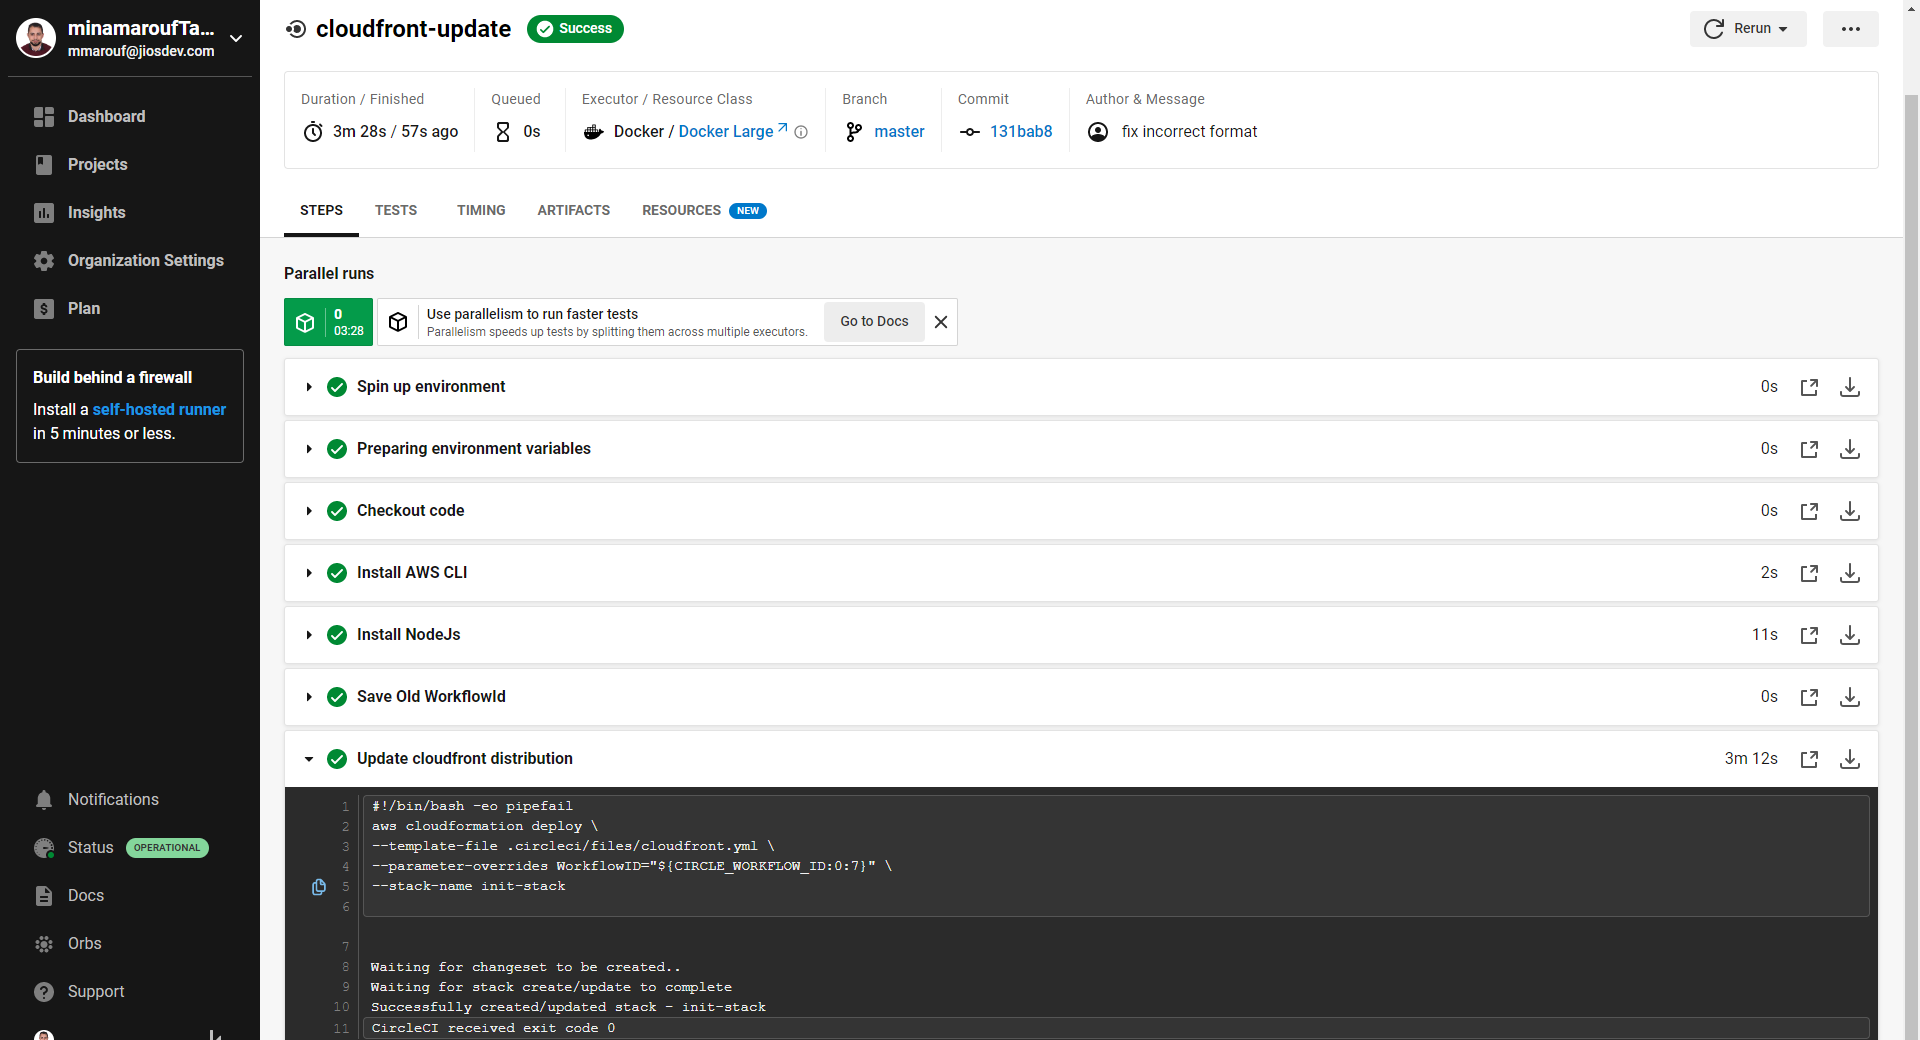 minamaroufTa...
mmarouf@jiosdev.com
Dashboard
Projects
Insights
Organization Settings
Plan
Build behind a firewall
Install a self-hosted runner
in 5 minutes or less.
Notifications
Status OPERATIONAL
Docs
Orbs
Support
cloudfront-update Success
Rerun
Duration / Finished
3m 28s / 57s ago
Queued
0s
Executor / Resource Class
Docker / Docker Large
Branch
master
Commit
131bab8
Author & Message
fix incorrect format
STEPS TESTS TIMING ARTIFACTS RESOURCES NEW
Parallel runs
0
03:28
Use parallelism to run faster tests
Parallelism speeds up tests by splitting them across multiple executors.
Go to Docs
Spin up environment 0s
Preparing environment variables 0s
Checkout code 0s
Install AWS CLI 2s
Install NodeJs 11s
Save Old WorkflowId 0s
Update cloudfront distribution 3m 12s
1 #!/bin/bash -eo pipefail
2 aws cloudformation deploy \
3 --template-file .circleci/files/cloudfront.yml \
4 --parameter-overrides WorkflowID="${CIRCLE_WORKFLOW_ID:0:7}" \
5 --stack-name init-stack
6
7
8 Waiting for changeset to be created..
9 Waiting for stack create/update to complete
10 Successfully created/updated stack - init-stack
11 CircleCI received exit code 0